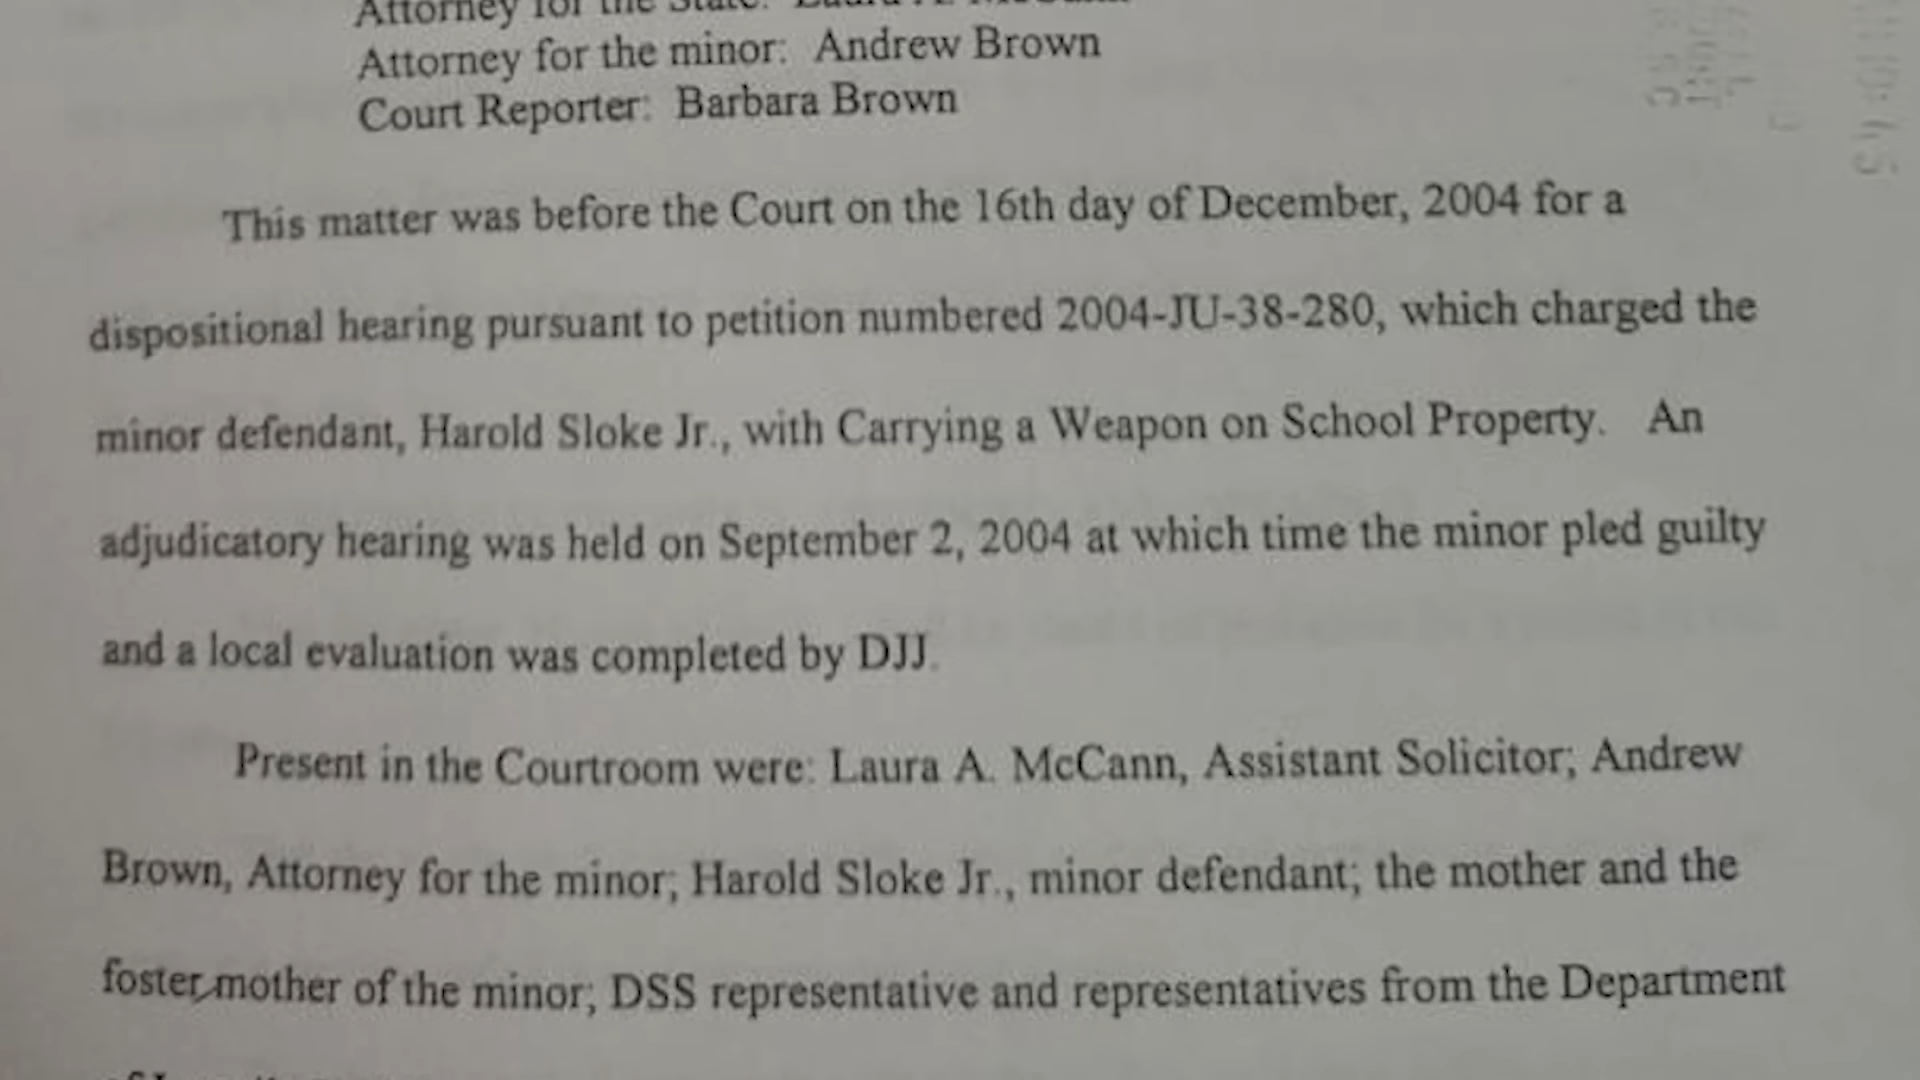 Attorney for the State: Laura A. McCann
Attorney for the minor: Andrew Brown
Court Reporter: Barbara Brown
This matter was before the Court on the 16th day of December, 2004 for a
dispositional hearing pursuant to petition numbered 2004-JU-38-280, which charged the
minor defendant, Harold Sloke Jr., with Carrying a Weapon on School Property. An
adjudicatory hearing was held on September 2, 2004 at which time the minor pled guilty
and a local evaluation was completed by DJJ.
Present in the Courtroom were: Laura A. McCann, Assistant Solicitor; Andrew
Brown, Attorney for the minor; Harold Sloke Jr., minor defendant; the mother and the
foster mother of the minor; DSS representative and representatives from the Department
of